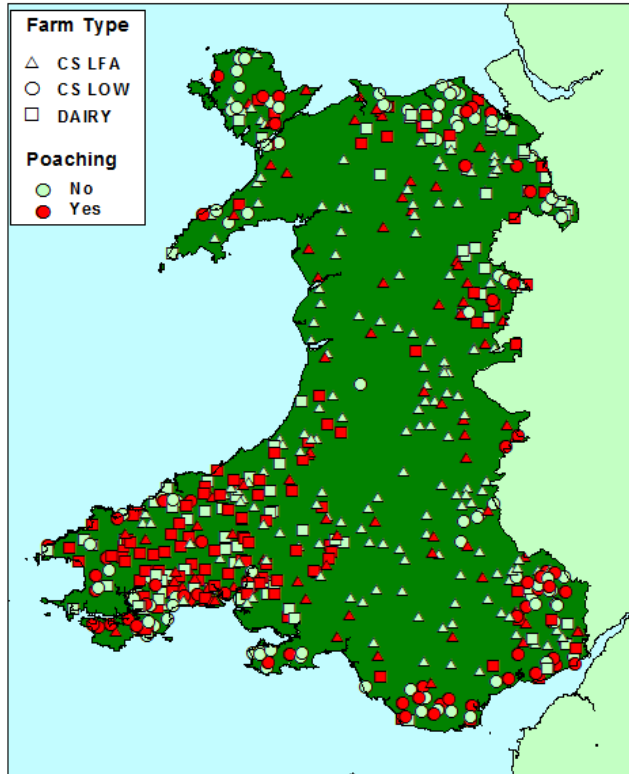 Farm Type
CS LFA
CS LOW
DAIRY
Poaching
No
Yes